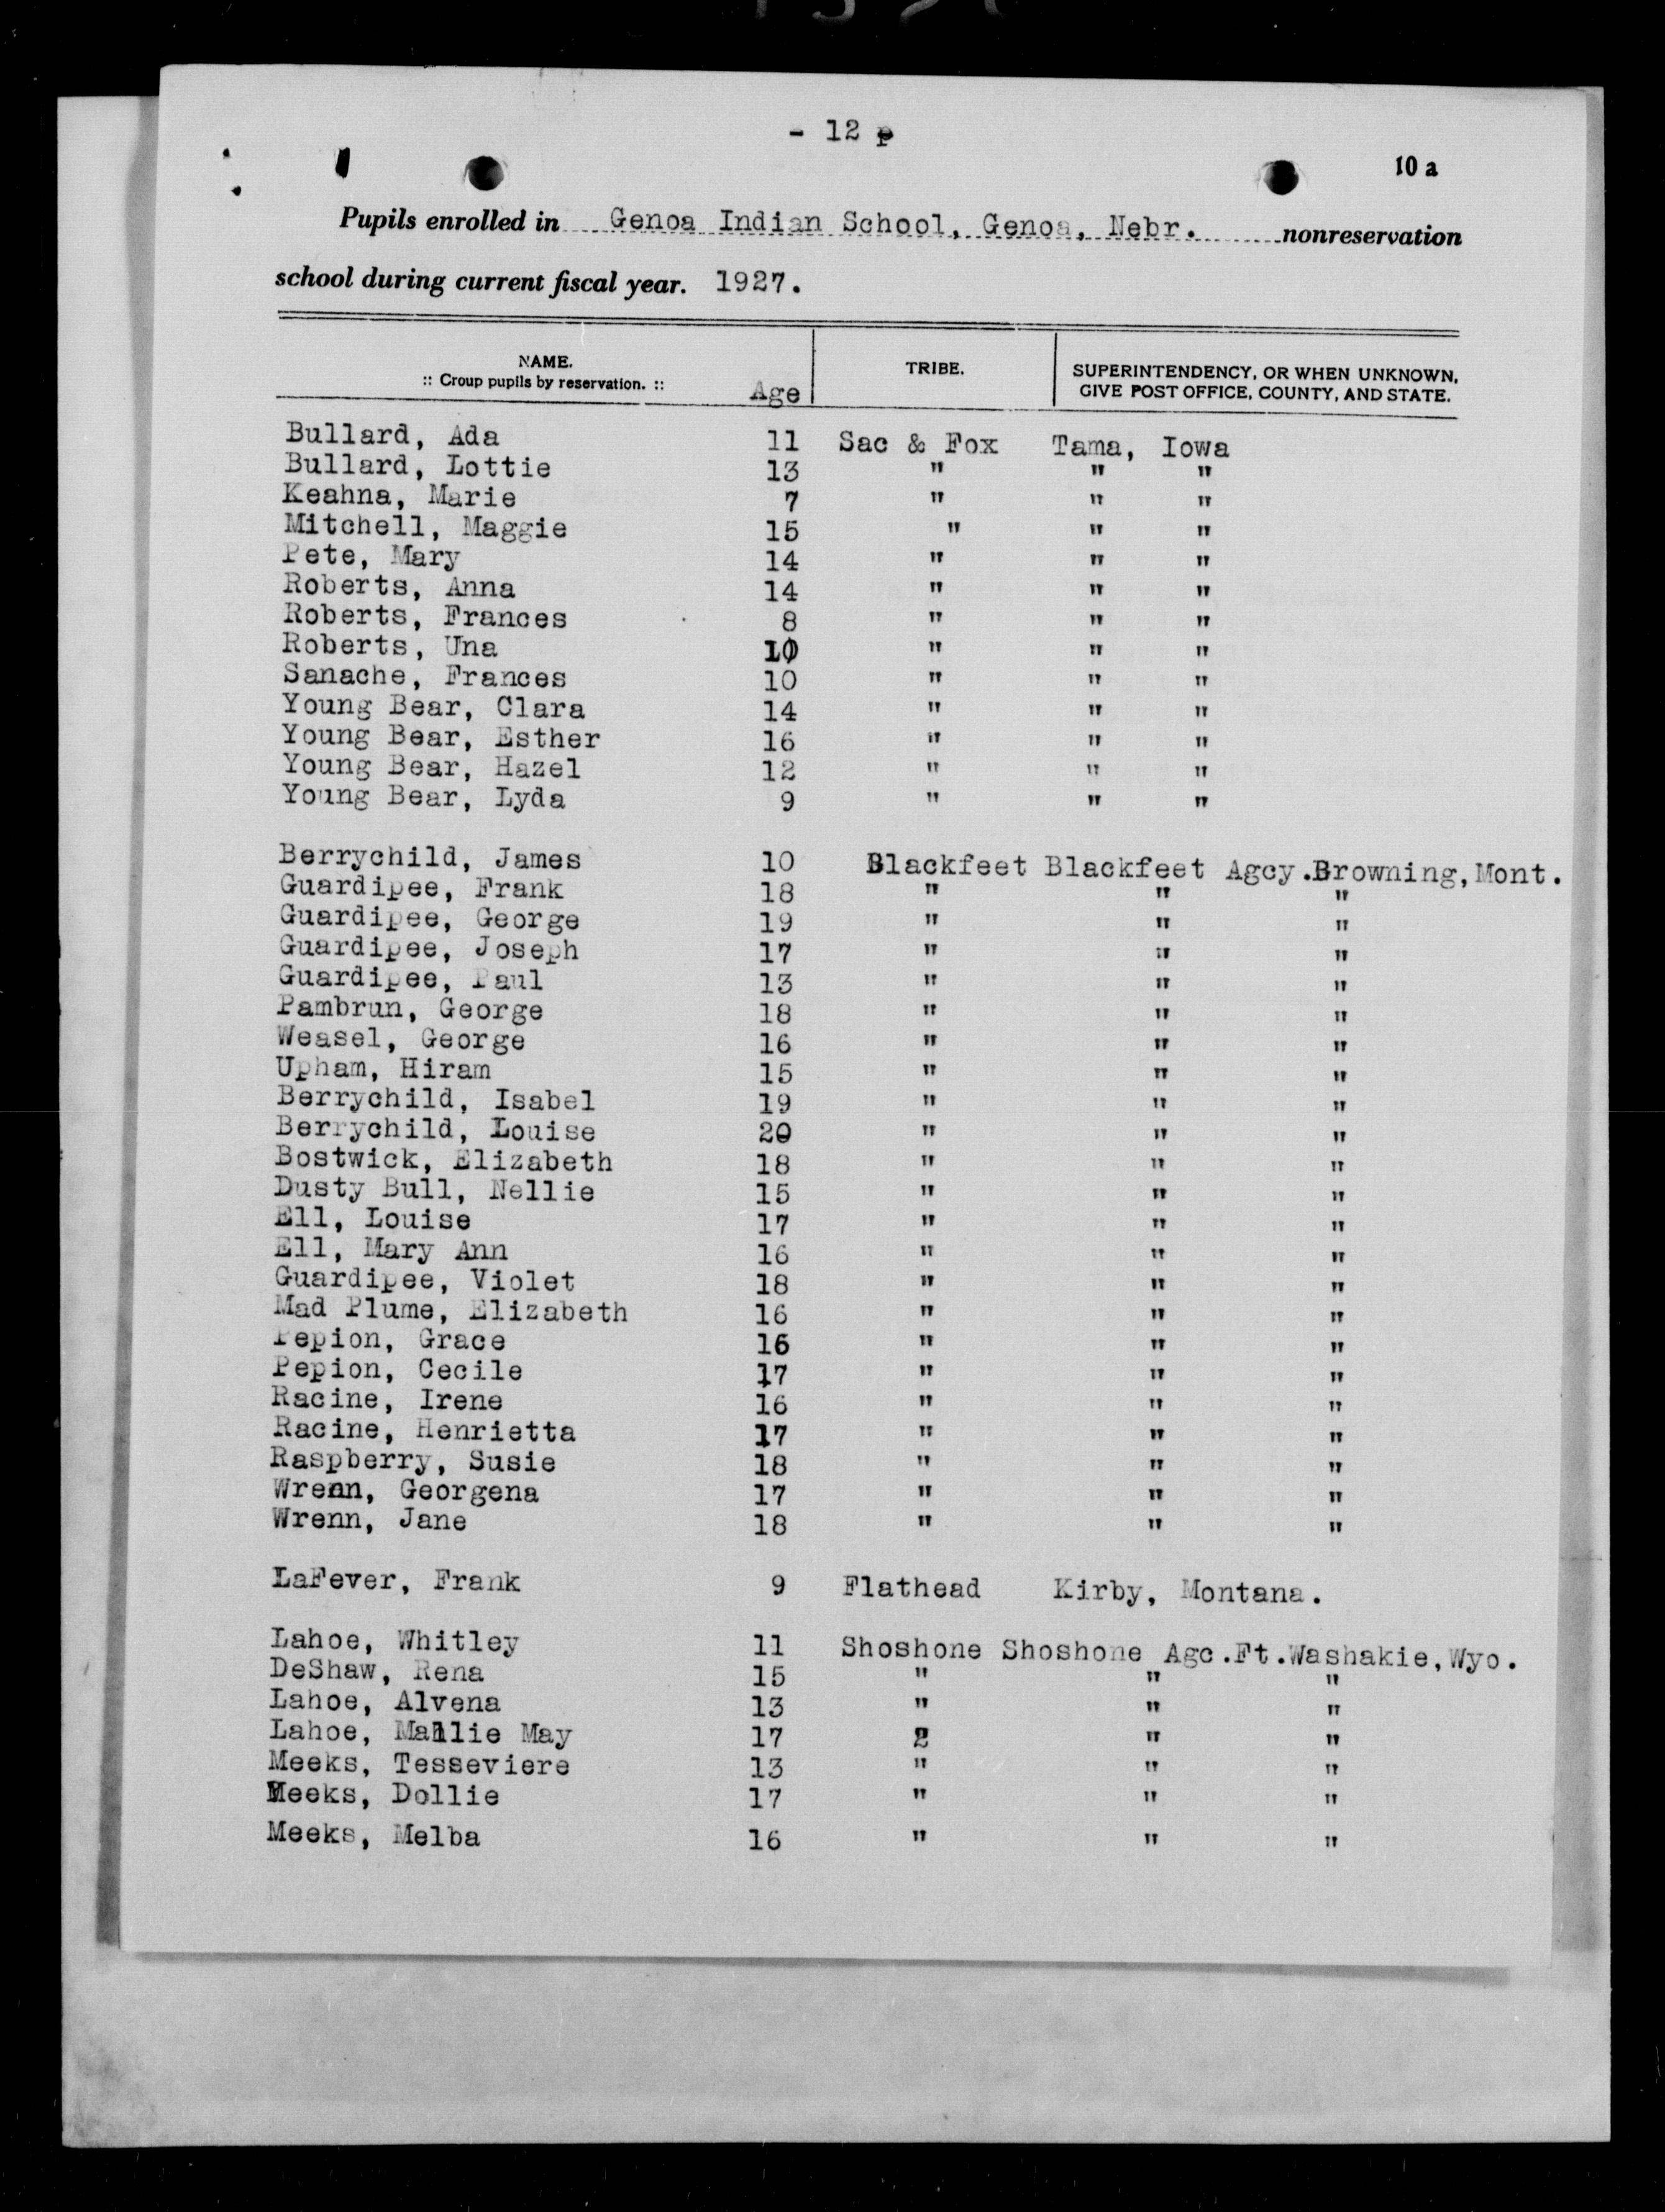 - 12 p
10 a
Pupils enrolled in Genoa Indian School, Genoa, Nebr. nonreservation
school during current fiscal year. 1927.
NAME. TRIBE. SUPERINTENDENCY, OR WHEN UNKNOWN,
:: Croup pupils by reservation. :: Age GIVE POST OFFICE, COUNTY, AND STATE.
Bullard, Ada 11 Sac & Fox Tama, Iowa
Bullard, Lottie 13 " " "
Keahna, Marie 7 " " "
Mitchell, Maggie 15 " " "
Pete, Mary 14 " " "
Roberts, Anna 14 " " "
Roberts, Frances 8 " " "
Roberts, Una 10 " " "
Sanache, Frances 10 " " "
Young Bear, Clara 14 " " "
Young Bear, Esther 16 " " "
Young Bear, Hazel 12 " " "
Young Bear, Lyda 9 " " "
Berrychild, James 10 Blackfeet Blackfeet Agcy.Browning,Mont.
Guardipee, Frank 18 " " "
Guardipee, George 19 " " "
Guardipee, Joseph 17 " " "
Guardipee, Paul 13 " " "
Pambrun, George 18 " " "
Weasel, George 16 " " "
Upham, Hiram 15 " " "
Berrychild, Isabel 19 " " "
Berrychild, Louise 20 " " "
Bostwick, Elizabeth 18 " " "
Dusty Bull, Nellie 15 " " "
Ell, Louise 17 " " "
Ell, Mary Ann 16 " " "
Guardipee, Violet 18 " " "
Mad Plume, Elizabeth 16 " " "
Pepion, Grace 16 " " "
Pepion, Cecile 17 " " "
Racine, Irene 16 " " "
Racine, Henrietta 17 " " "
Raspberry, Susie 18 " " "
Wrenn, Georgena 17 " " "
Wrenn, Jane 18 " " "
LaFever, Frank 9 Flathead Kirby, Montana.
Lahoe, Whitley 11 Shoshone Shoshone Agc.Ft.Washakie,Wyo.
DeShaw, Rena 15 " " "
Lahoe, Alvena 13 " " "
Lahoe, May 17 2 " "
Meeks, Tesseviere 13 " " "
Meeks, Dollie 17 " " "
Meeks, Melba 16 " " "